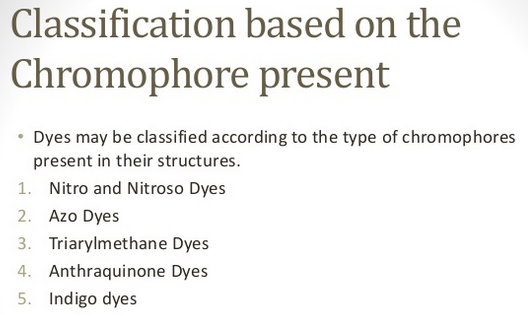 Classification based on the
Chromophore present
• Dyes may be classified according to the type of chromophores
present in their structures.
1. Nitro and Nitroso Dyes
2. Azo Dyes
3. Triarylmethane Dyes
4. Anthraquinone Dyes
5. Indigo dyes